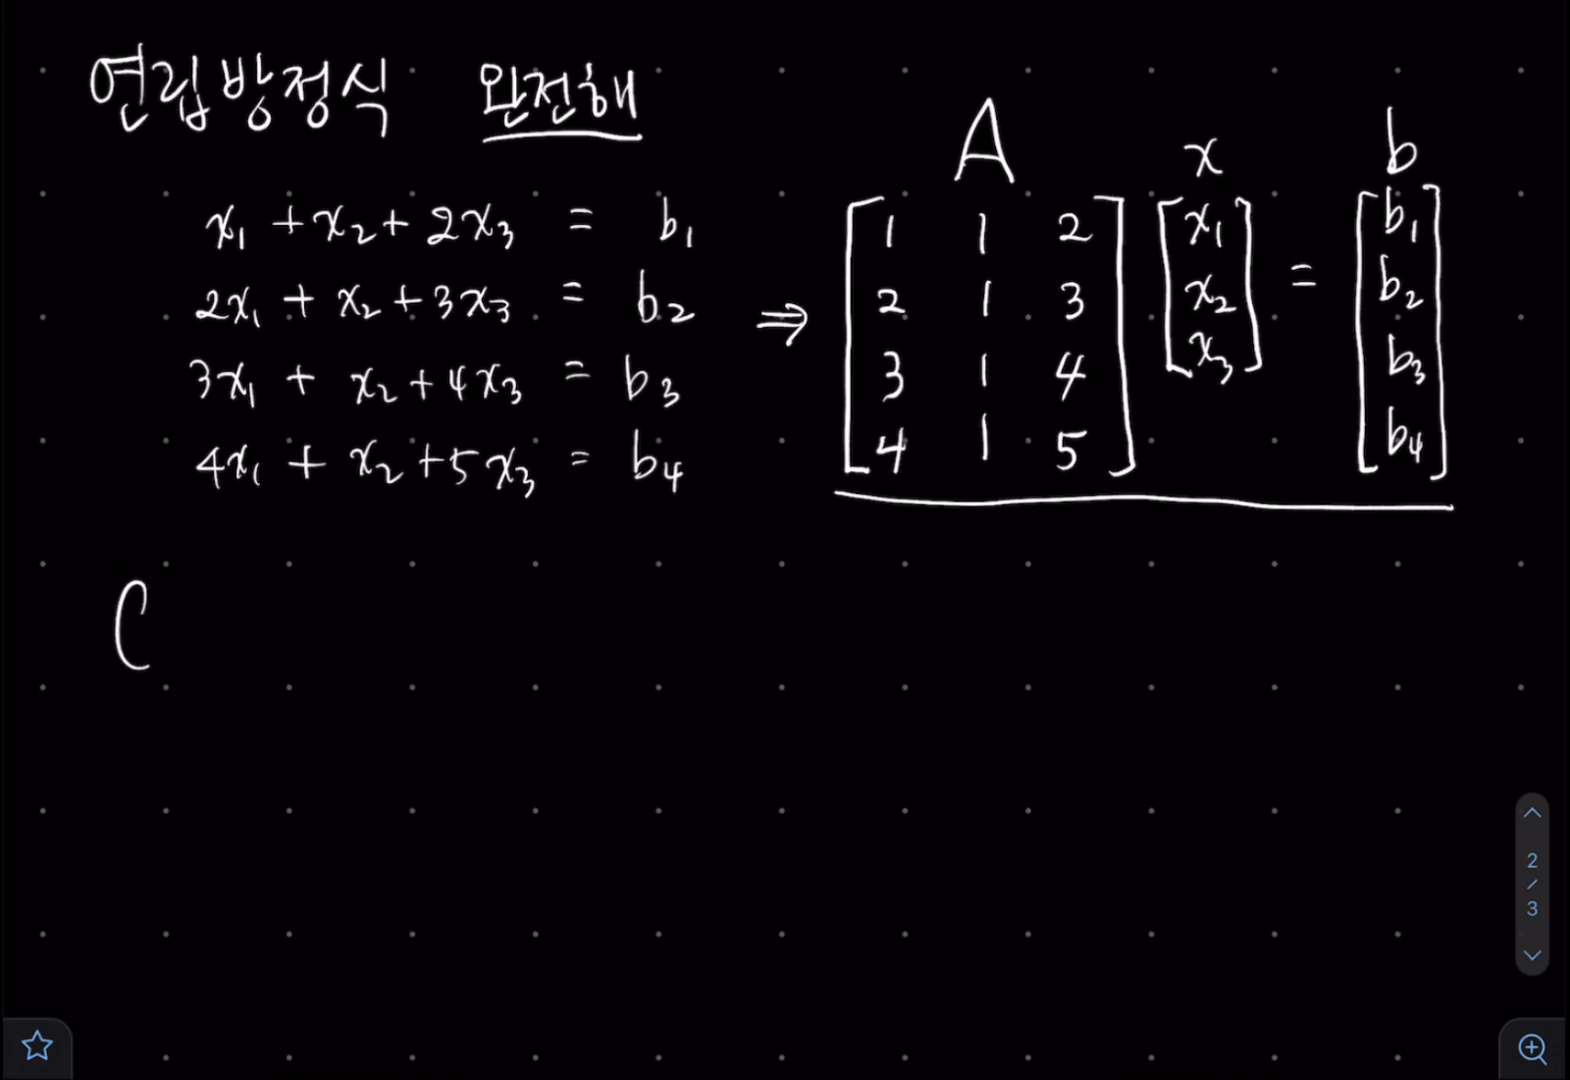 연립방정식 완전해
x₁ + x₂ + 2x₃ = b₁
2x₁ + x₂ + 3x₃ = b₂
3x₁ + x₂ + 4x₃ = b₃
4x₁ + x₂ + 5x₃ = b₄
⇒
A x b
[1 1 2] [x₁] = [b₁]
[2 1 3] [x₂] [b₂]
[3 1 4] [x₃] [b₃]
[4 1 5] [b₄]
C
2
/
3